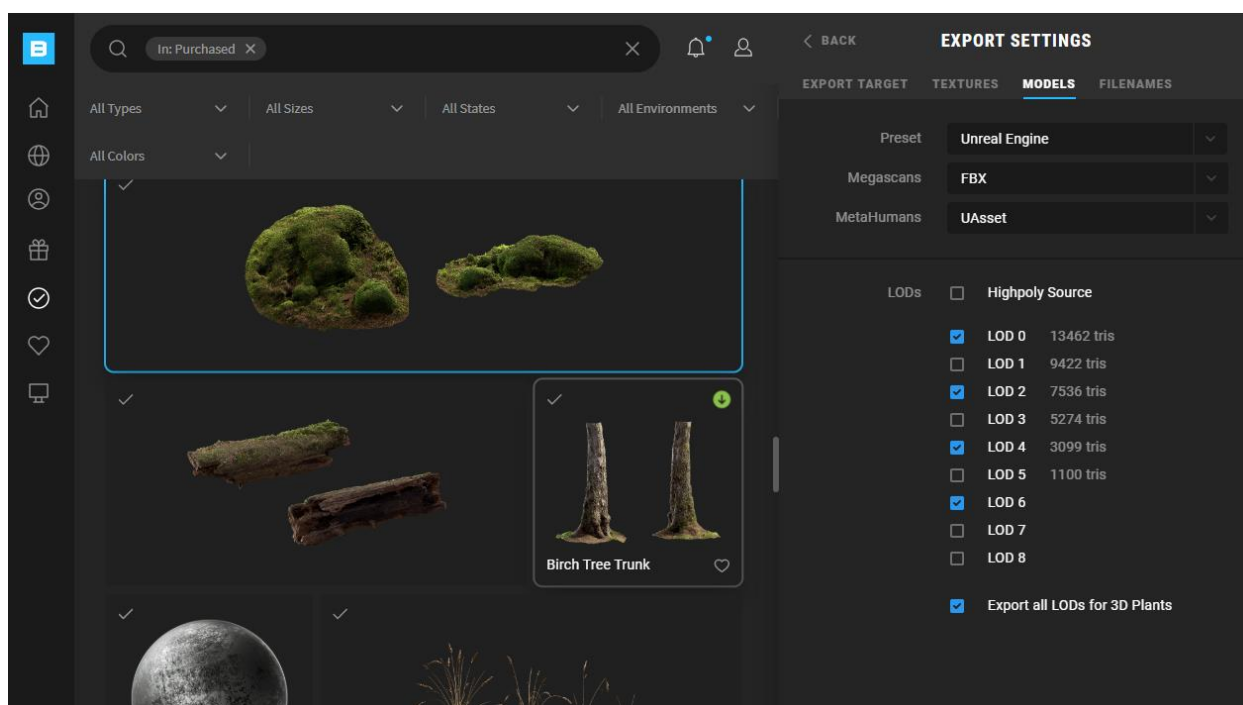 B
In: Purchased
All Types
All Sizes
All States
All Environments
All Colors
Birch Tree Trunk
BACK
EXPORT SETTINGS
EXPORT TARGET
TEXTURES
MODELS
FILENAMES
Preset
Unreal Engine
Megascans
FBX
MetaHumans
UAsset
LODs
Highpoly Source
LOD 0 13462 tris
LOD 1 9422 tris
LOD 2 7536 tris
LOD 3 5274 tris
LOD 4 3099 tris
LOD 5 1100 tris
LOD 6
LOD 7
LOD 8
Export all LODs for 3D Plants